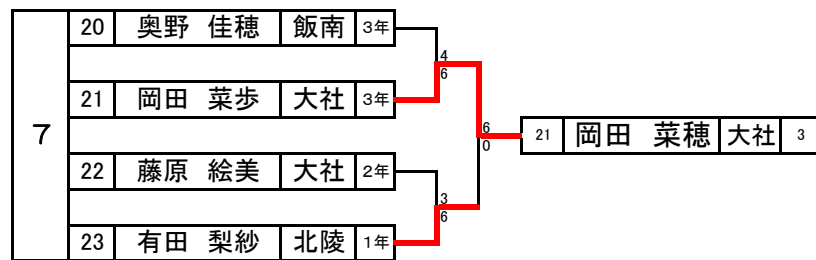 7
20 奥野 佳穂 飯南 3年
4
6
21 岡田 菜歩 大社 3年
6
0
21 岡田 菜穂 大社 3
22 藤原 絵美 大社 2年
3
6
23 有田 梨紗 北陵 1年